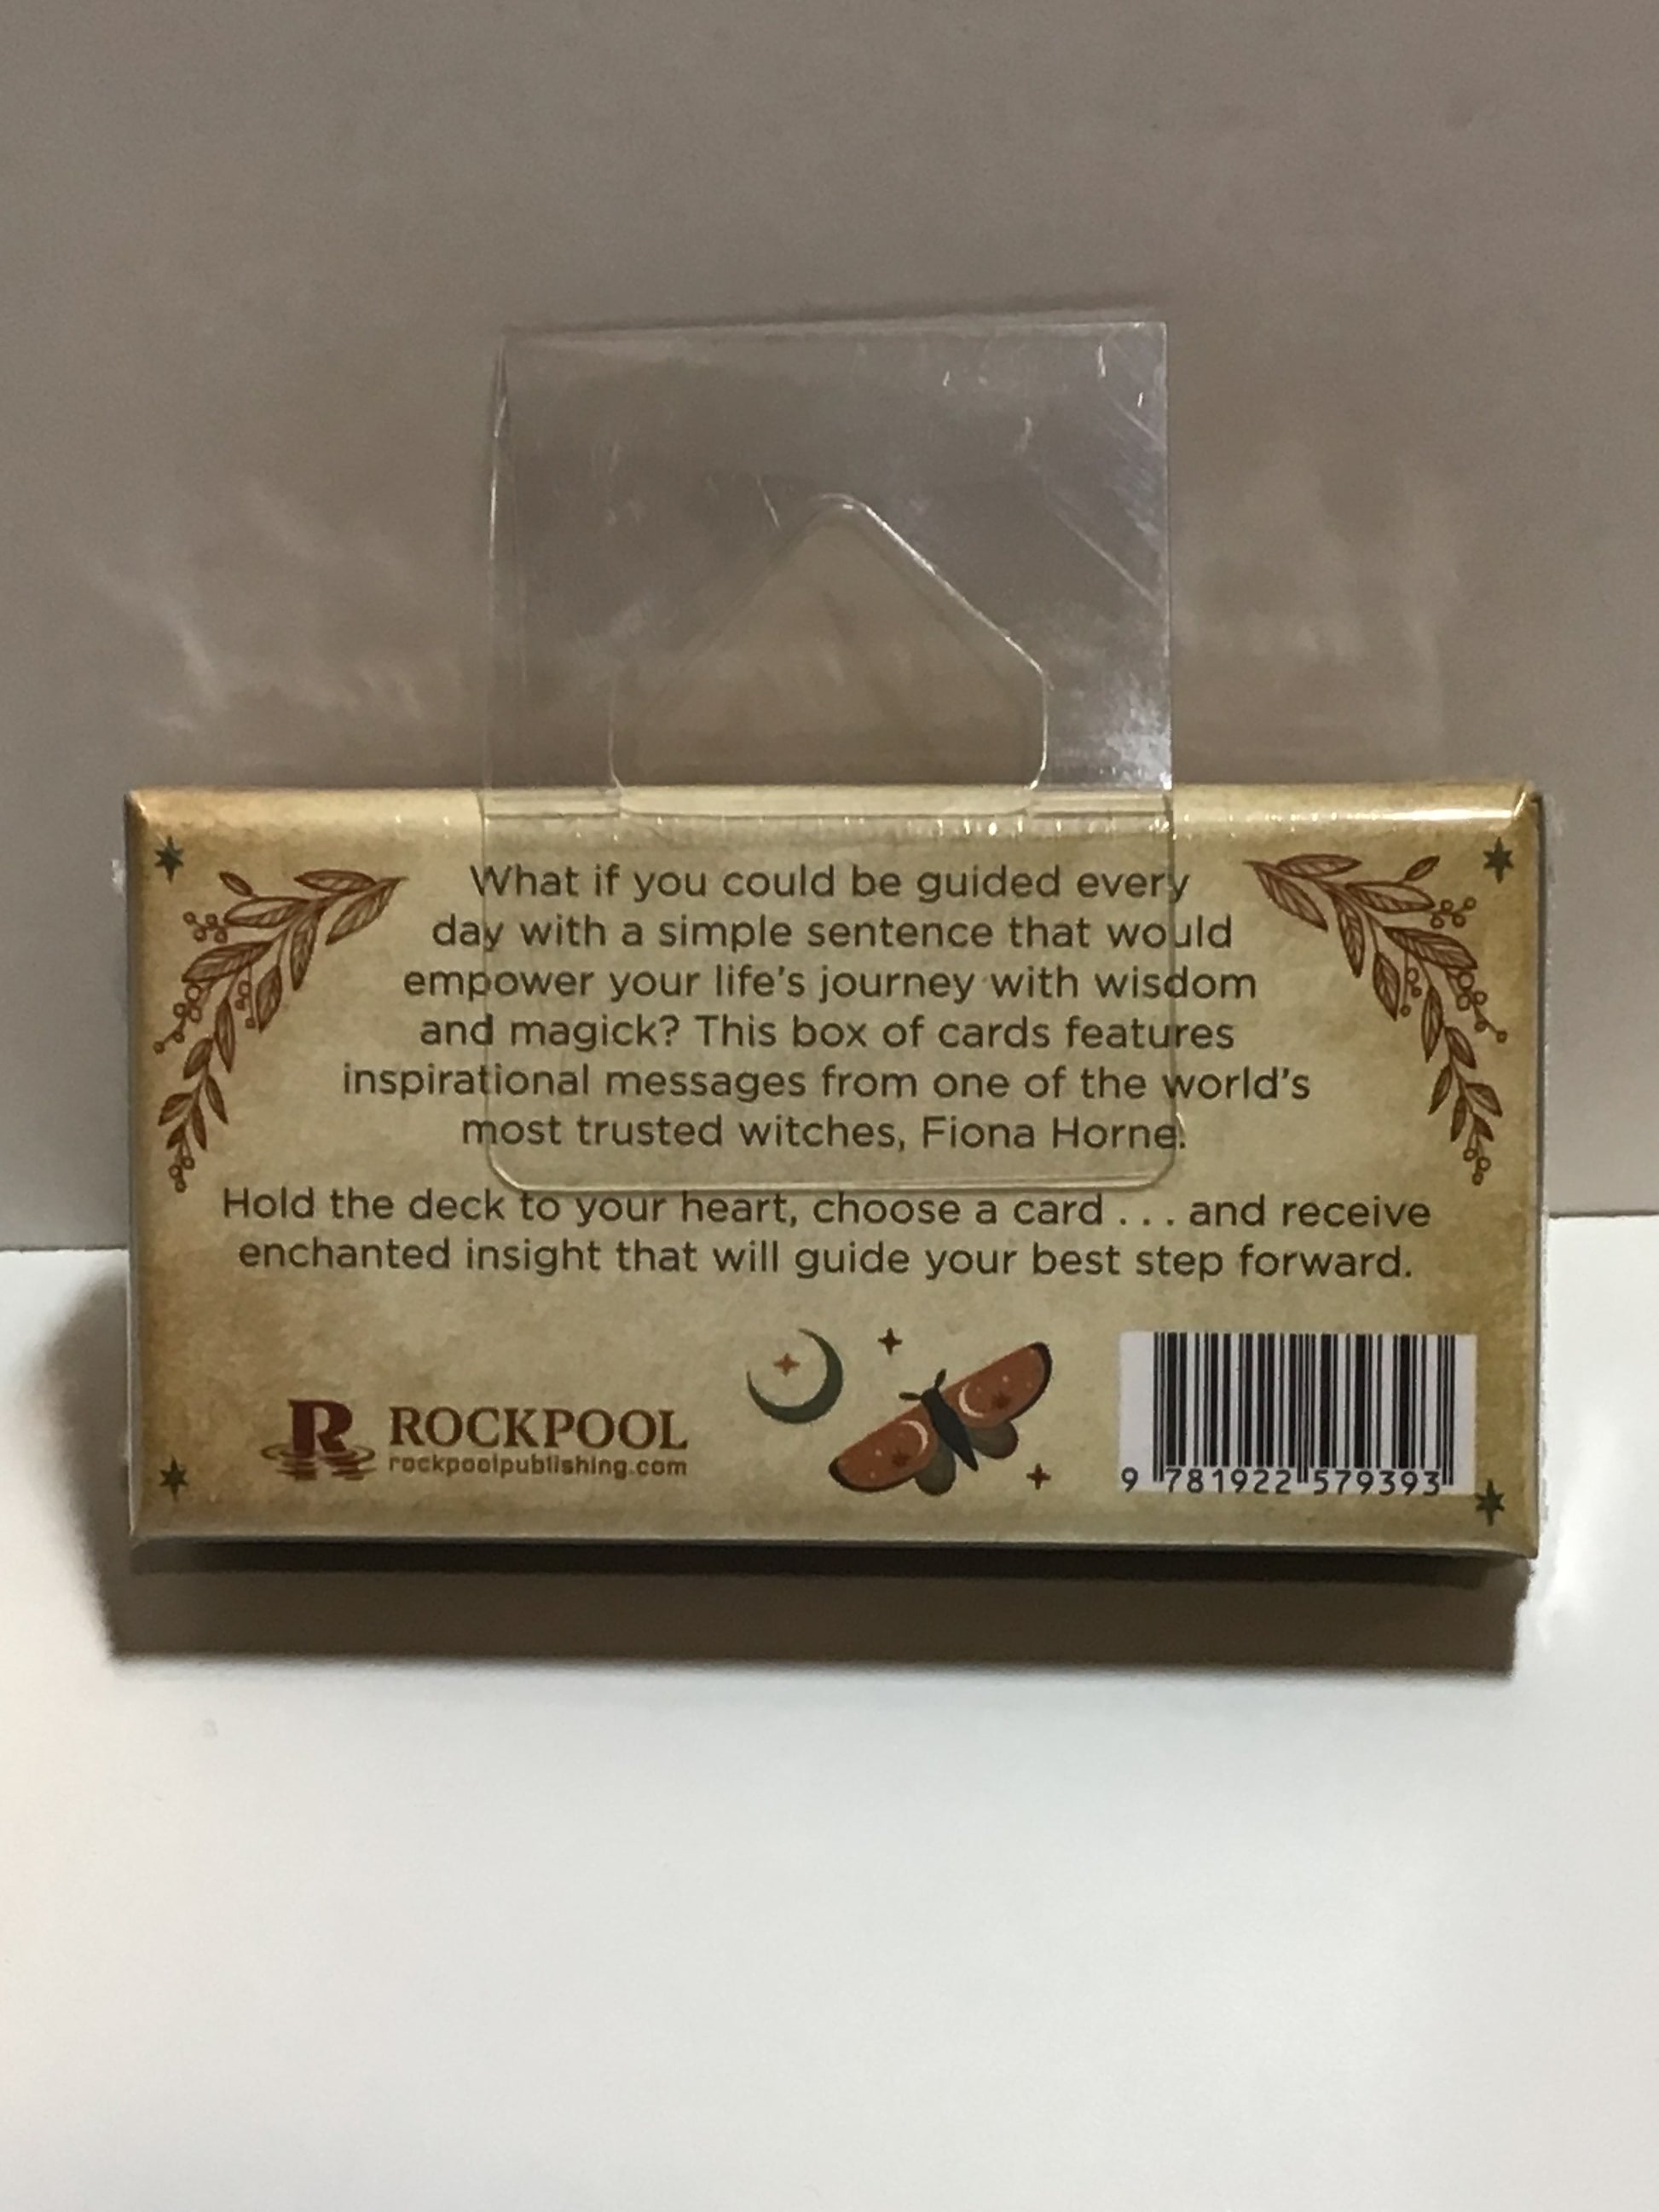 What if you could be guided every
day with a simple sentence that would
empower your life's journey with wisdom
and magick? This box of cards features
inspirational messages from one of the world's
most trusted witches, Fiona Horne.
Hold the deck to your heart, choose a card . . . and receive
enchanted insight that will guide your best step forward.
R ROCKPOOL
rockpoolpublishing.com
9 781922 579393